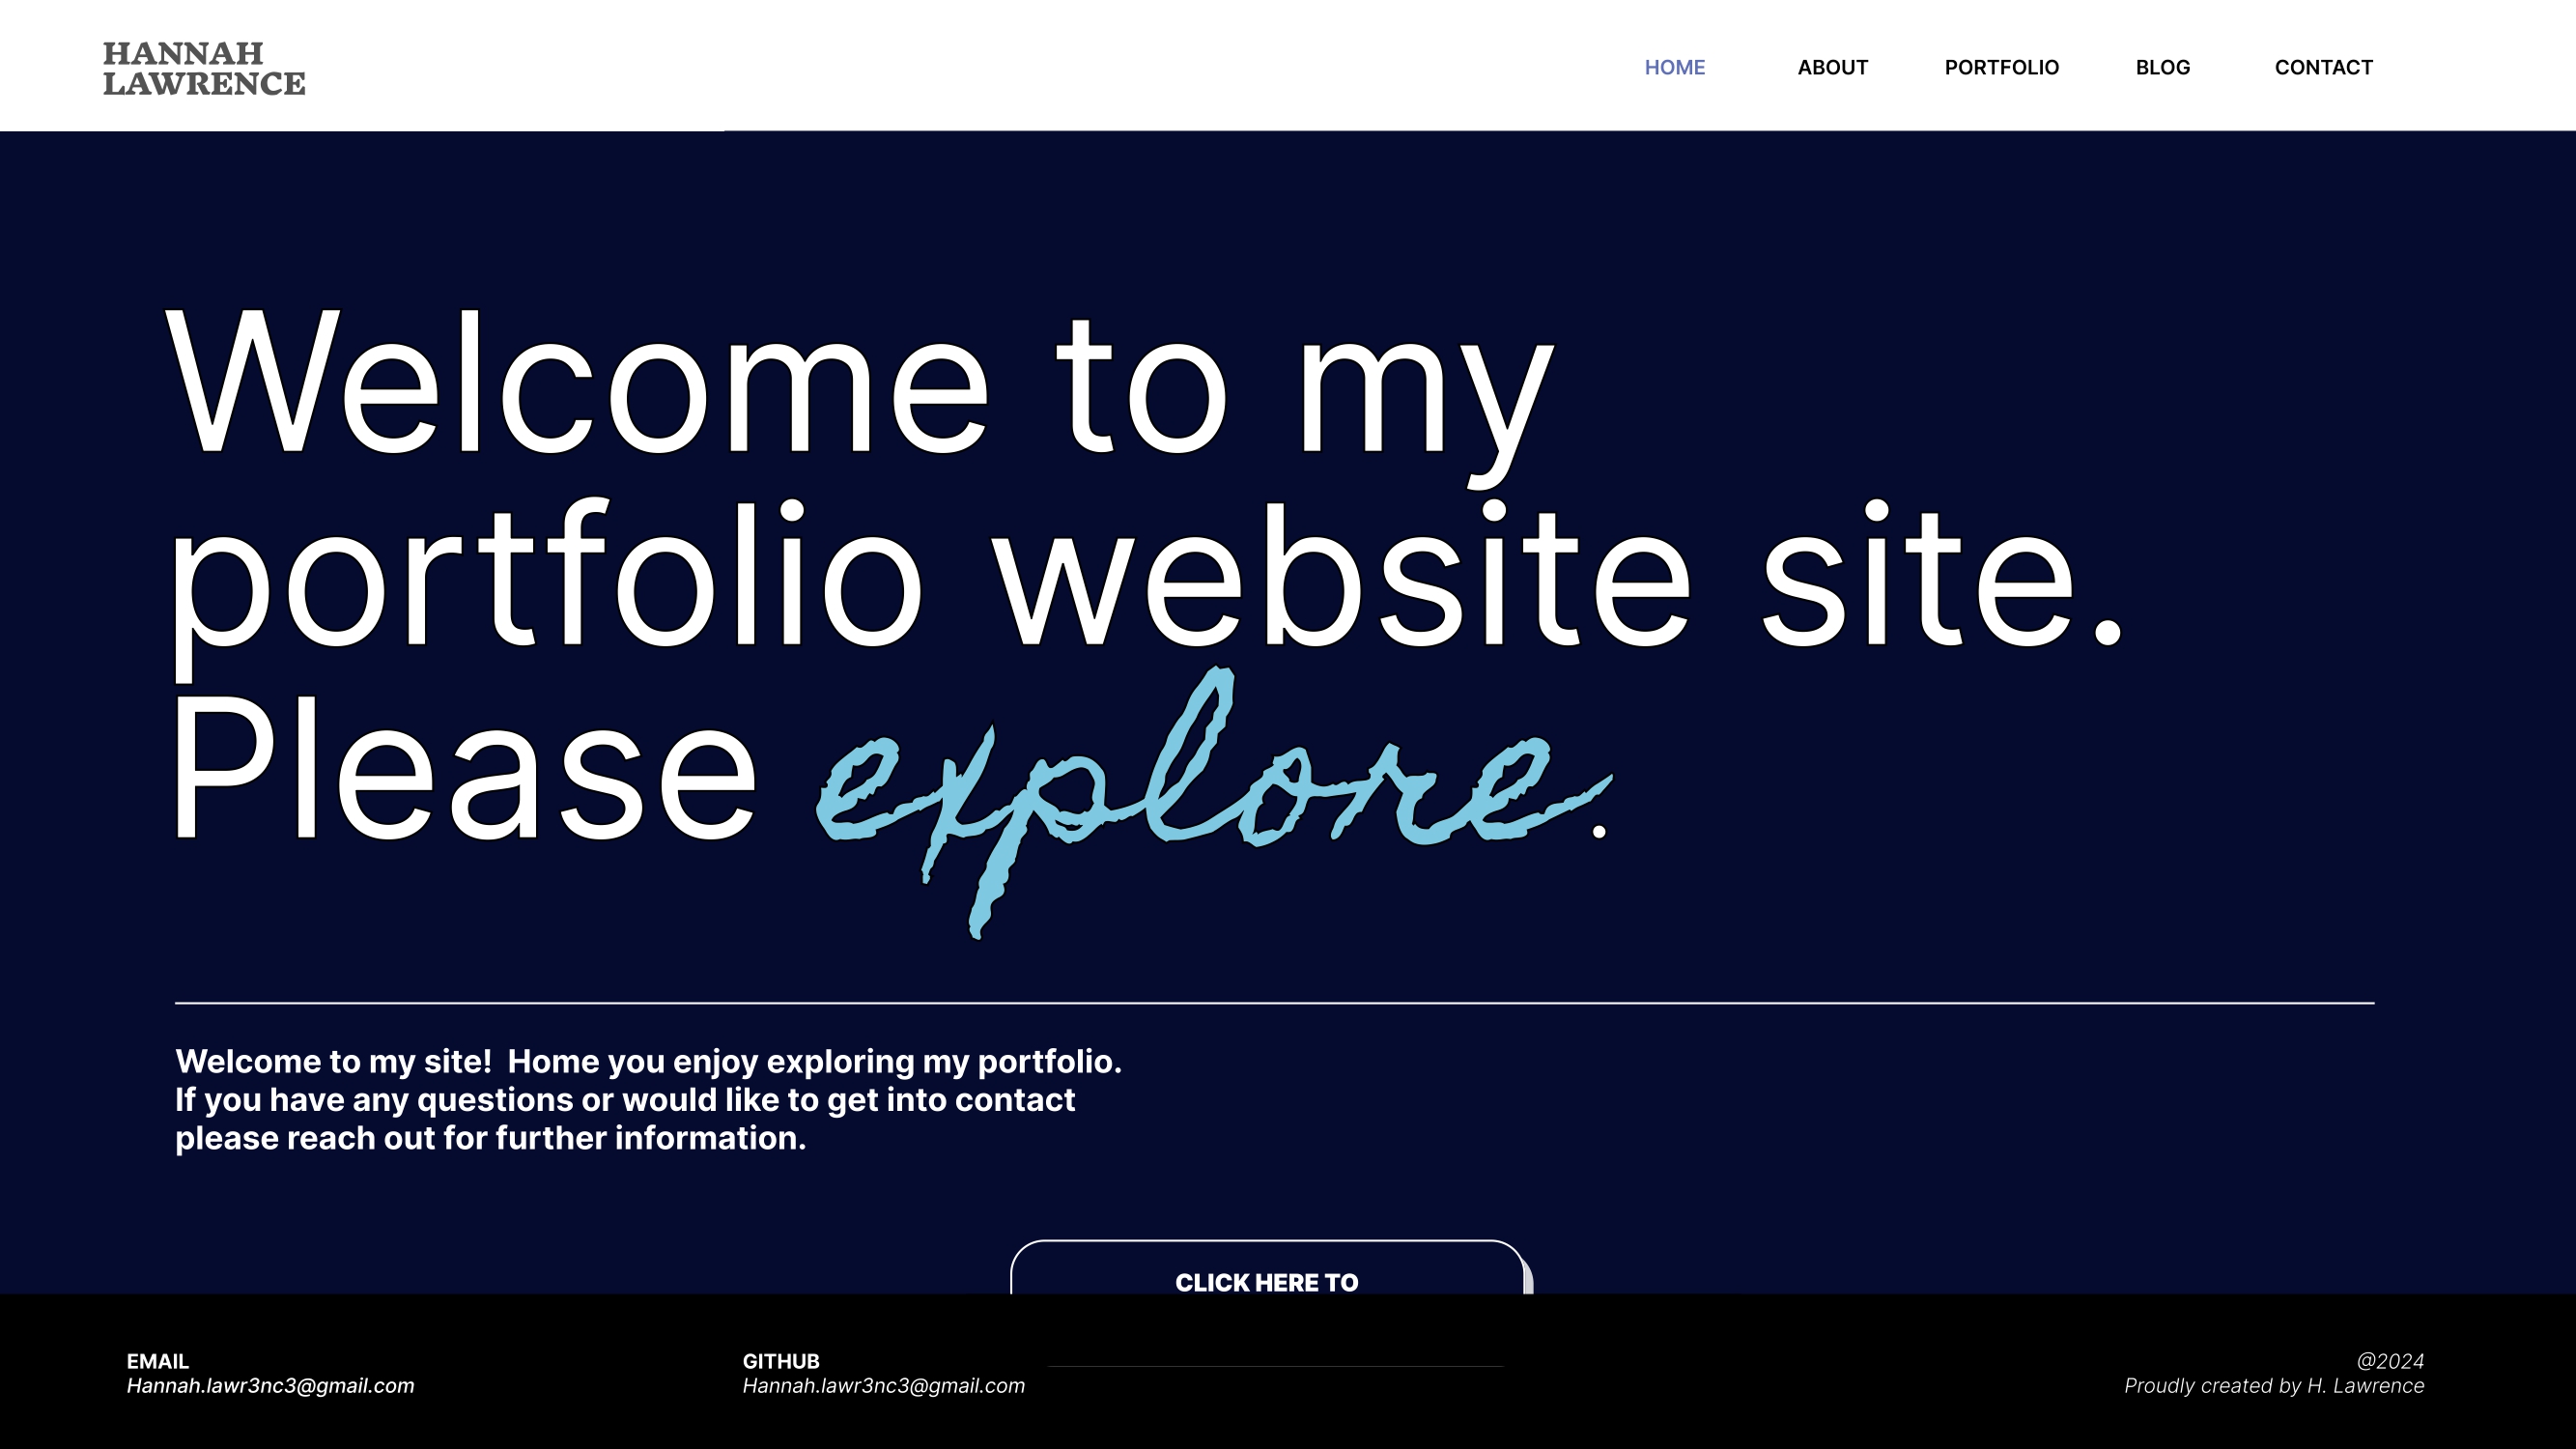 HANNAH
LAWRENCE
HOME ABOUT PORTFOLIO BLOG CONTACT
Welcome to my
portfolio website site.
Please explore.
Welcome to my site!  Home you enjoy exploring my portfolio.
If you have any questions or would like to get into contact
please reach out for further information.
CLICK HERE TO
EMAIL
Hannah.lawr3nc3@gmail.com
GITHUB
Hannah.lawr3nc3@gmail.com
@2024
Proudly created by H. Lawrence